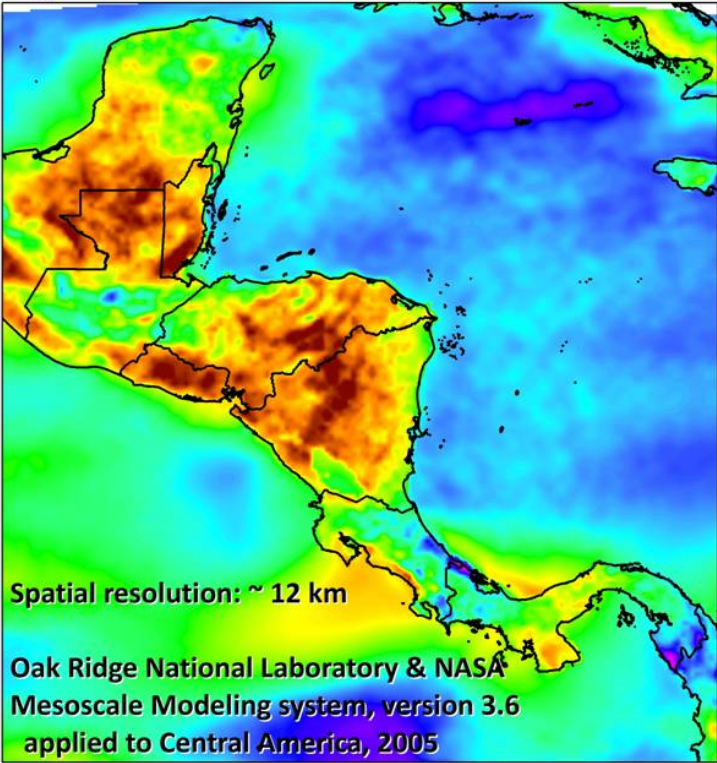 Spatial resolution: ~ 12 km
Oak Ridge National Laboratory & NASA
Mesoscale Modeling system, version 3.6
applied to Central America, 2005